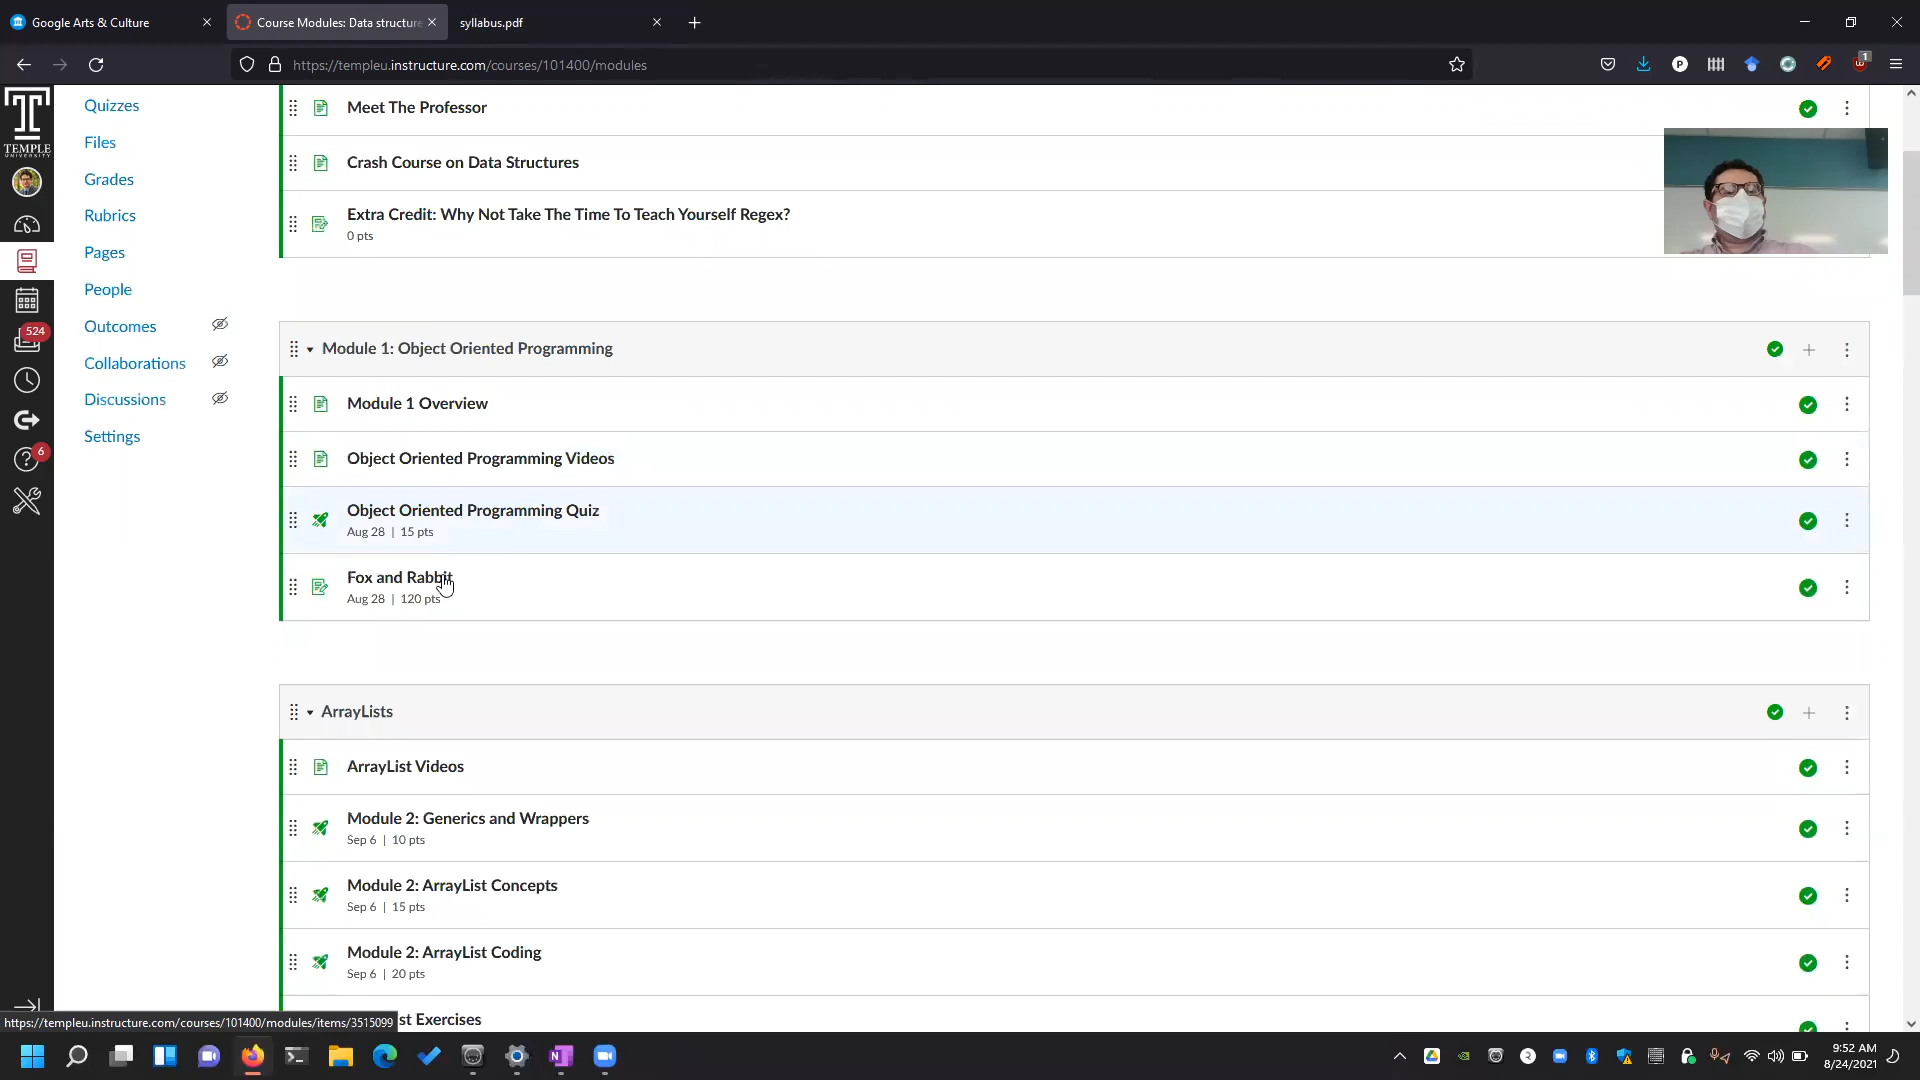 Google Arts & Culture
Course Modules: Data structure
syllabus.pdf
https://templeu.instructure.com/courses/101400/modules
1
TEMPLE
UNIVERSITY
Quizzes
Files
Grades
Rubrics
Pages
People
Outcomes
Collaborations
Discussions
Settings
524
6
Meet The Professor
Crash Course on Data Structures
Extra Credit: Why Not Take The Time To Teach Yourself Regex?
0 pts
Module 1: Object Oriented Programming
Module 1 Overview
Object Oriented Programming Videos
Object Oriented Programming Quiz
Aug 28 | 15 pts
Fox and Rabbit
Aug 28 | 120 pts
ArrayLists
ArrayList Videos
Module 2: Generics and Wrappers
Sep 6 | 10 pts
Module 2: ArrayList Concepts
Sep 6 | 15 pts
Module 2: ArrayList Coding
Sep 6 | 20 pts
st Exercises
https://templeu.instructure.com/courses/101400/modules/items/3515099
9:52 AM
8/24/2021